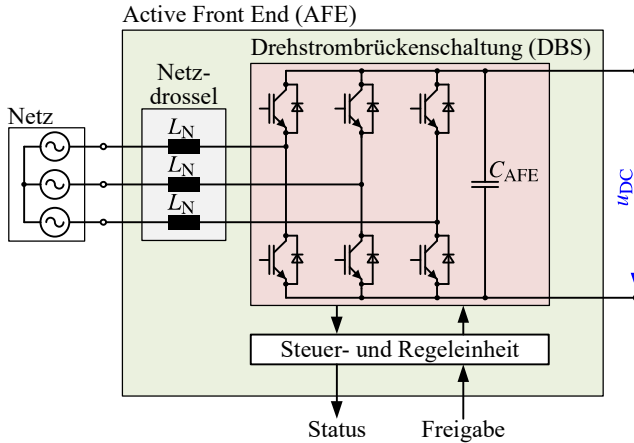 Active Front End (AFE)
Drehstrombrückenschaltung (DBS)
Netz-
drossel
Netz
L_N
L_N
L_N
C_AFE
u_DC
Steuer- und Regeleinheit
Status
Freigabe